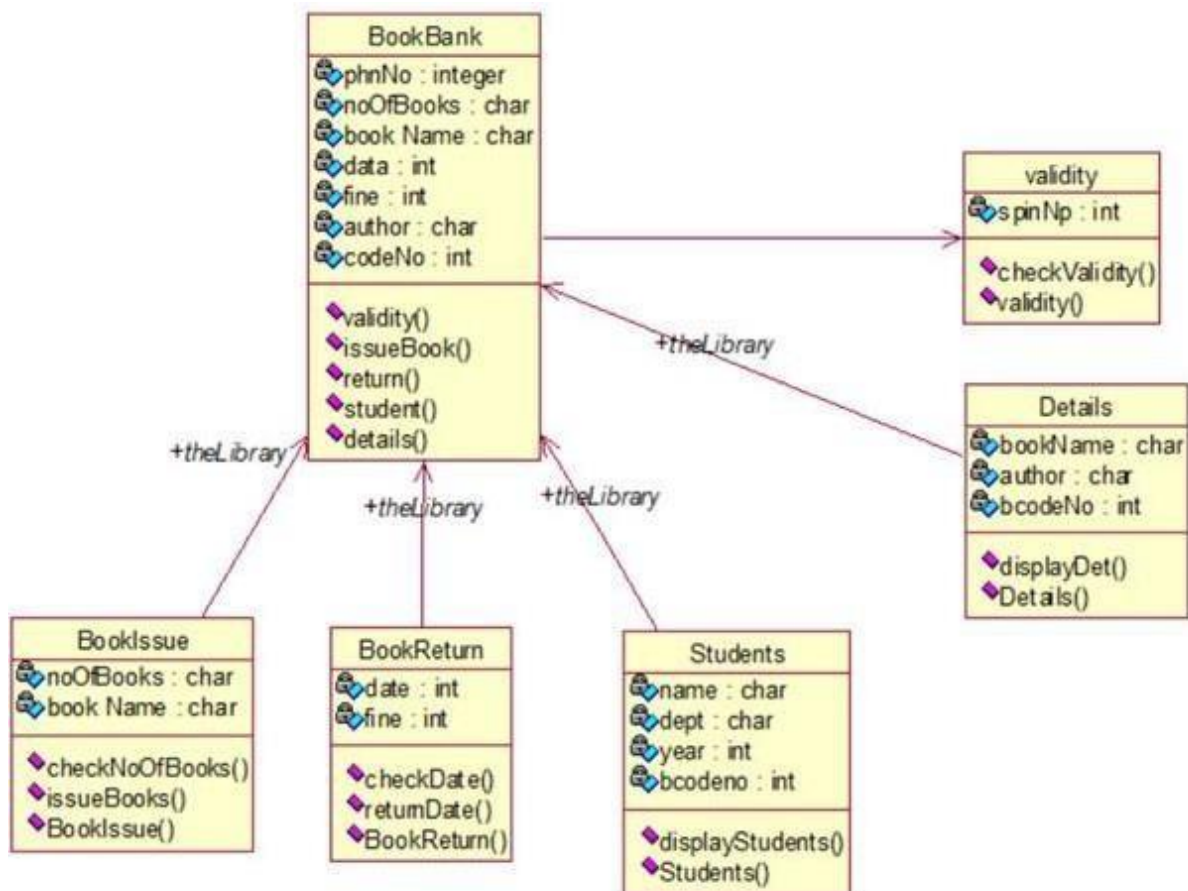 BookBank
phnNo : integer
noOfBooks : char
book Name : char
data : int
fine : int
author : char
codeNo : int
validity()
issueBook()
return()
student()
details()
validity
spinNp : int
checkValidity()
validity()
+theLibrary
Details
bookName : char
author : char
bcodeNo : int
displayDet()
Details()
+theLibrary
+theLibrary
+theLibrary
BookIssue
noOfBooks : char
book Name : char
checkNoOfBooks()
issueBooks()
BookIssue()
BookReturn
date : int
fine : int
checkDate()
returnDate()
BookReturn()
Students
name : char
dept : char
year : int
bcodeno : int
displayStudents()
Students()